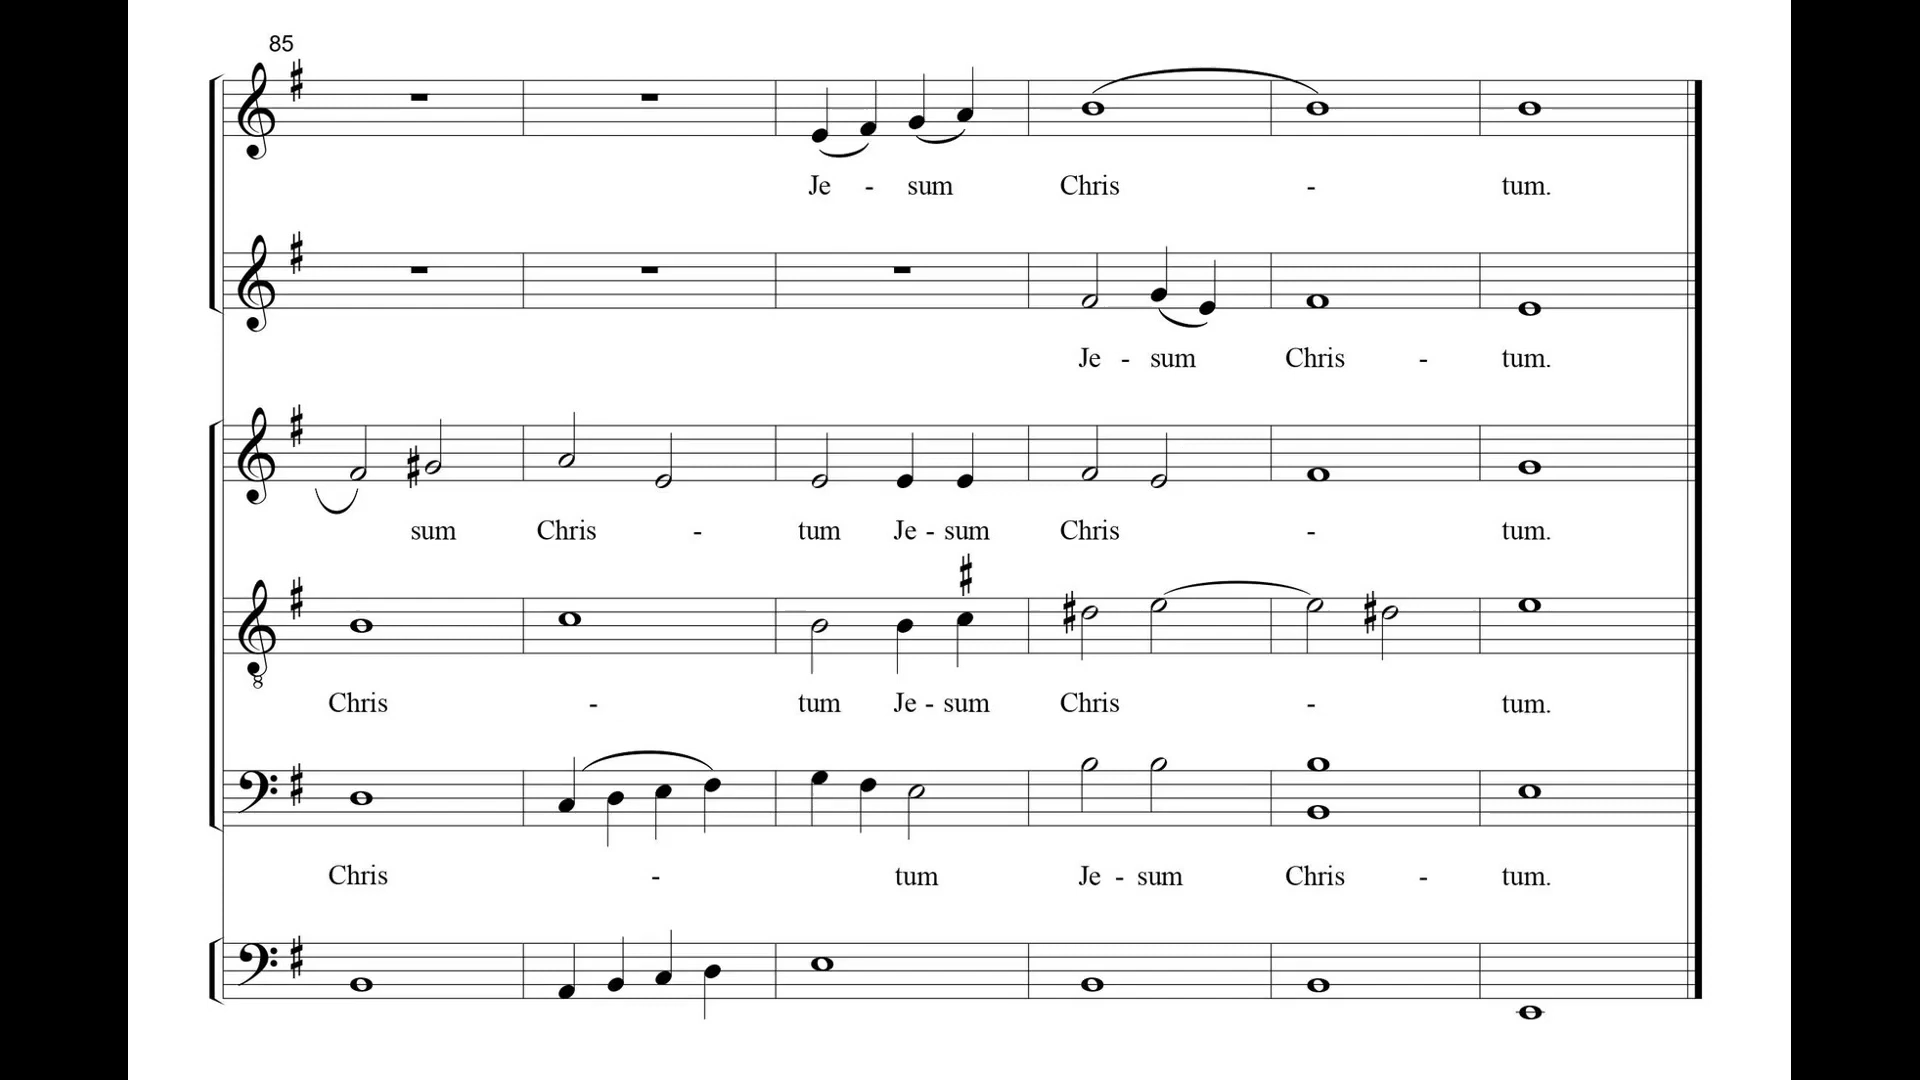 85
Je - sum Chris - tum.
Je - sum Chris - tum.
sum Chris - tum Je - sum Chris - tum.
8
Chris - tum Je - sum Chris - tum.
Chris - tum Je - sum Chris - tum.